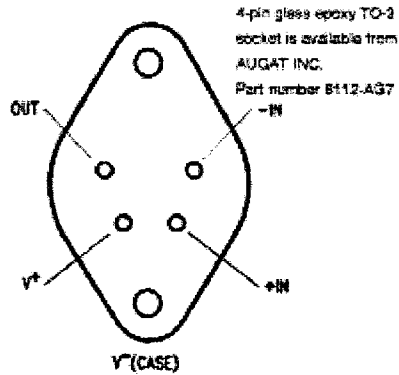 4-pin glass epoxy TO-3
socket is available from
AUGAT INC.
Part number 8112-AG7
OUT
-IN
V+
+IN
V-(CASE)